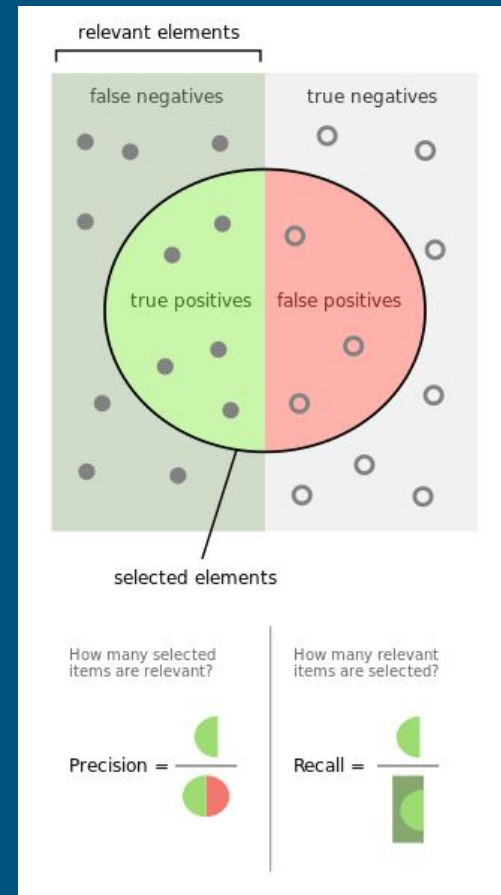 relevant elements
false negatives
true negatives
true positives
false positives
selected elements
How many selected
items are relevant?
Precision =
How many relevant
items are selected?
Recall =